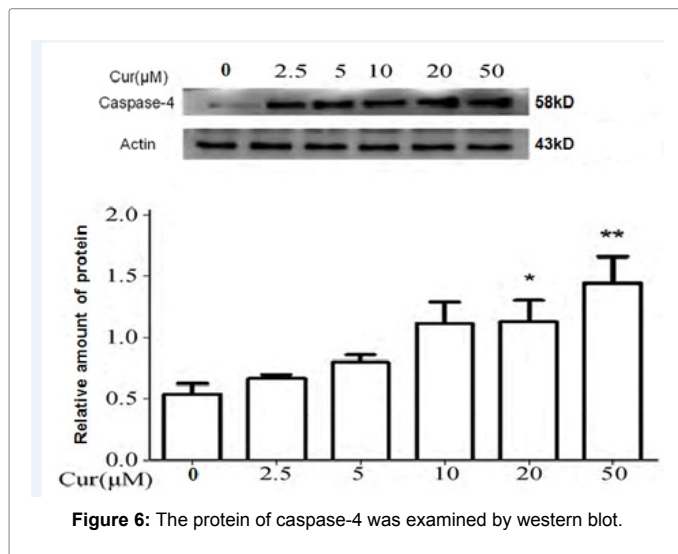 Cur(μM) 0 2.5 5 10 20 50
Caspase-4 58kD
Actin 43kD
Relative amount of protein
2.0
1.5
1.0
0.5
0.0
* **
Cur(μM) 0 2.5 5 10 20 50
Figure 6: The protein of caspase-4 was examined by western blot.